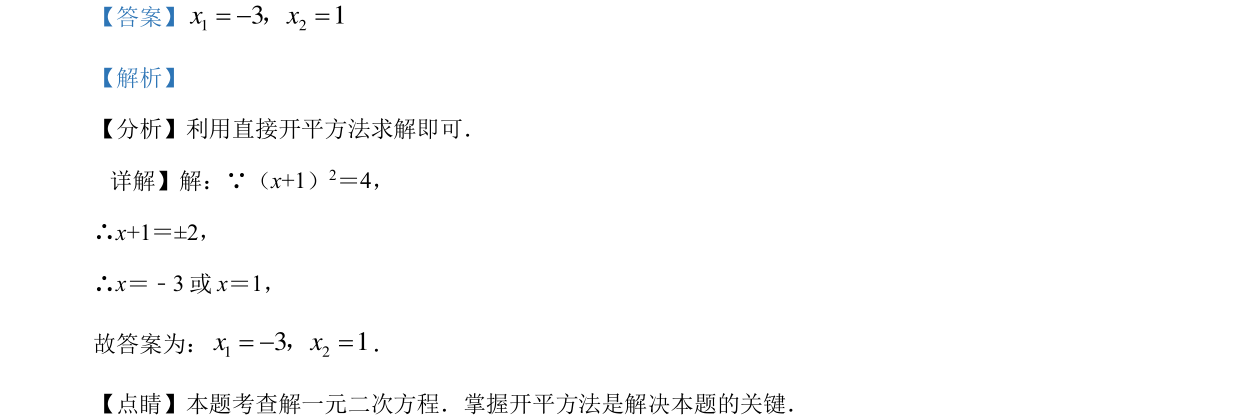 【答案】x₁=−3，x₂=1
【解析】
【分析】利用直接开平方法求解即可．
详解】解：∵（x+1）²＝4，
∴x+1＝±2，
∴x＝﹣3 或 x＝1，
故答案为：x₁=−3，x₂=1．
【点睛】本题考查解一元二次方程．掌握开平方法是解决本题的关键．